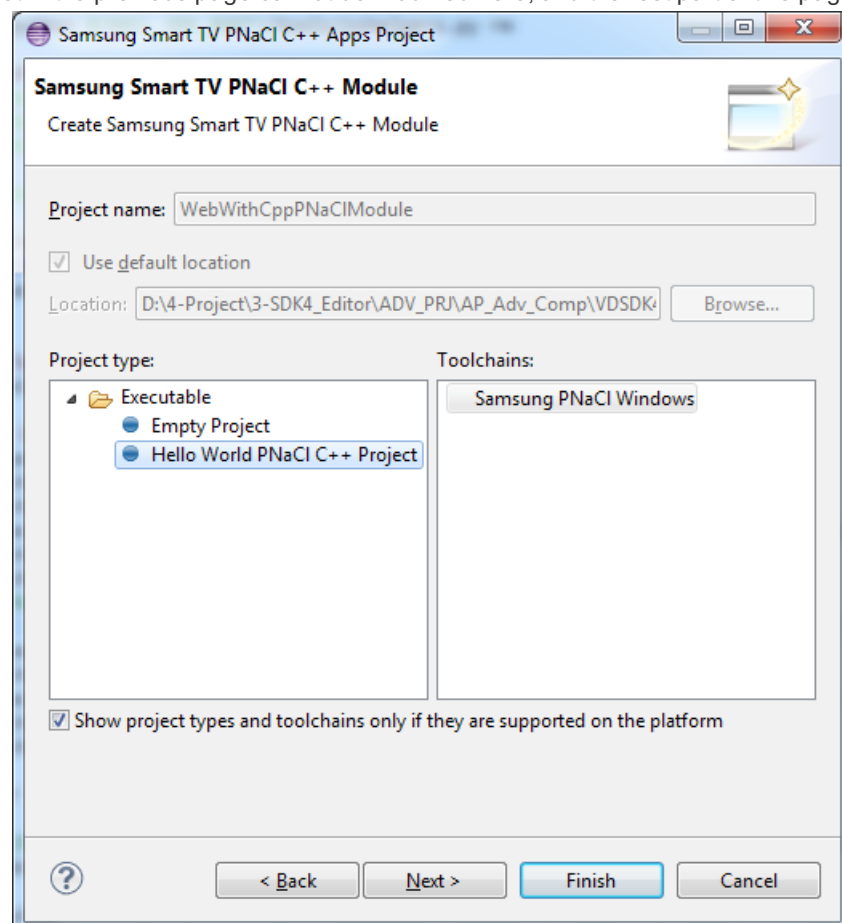 Samsung Smart TV PNaCl C++ Apps Project
Samsung Smart TV PNaCl C++ Module
Create Samsung Smart TV PNaCl C++ Module
Project name: WebWithCppPNaClModule
Use default location
Location: D:\4-Project\3-SDK4_Editor\ADV_PRJ\AP_Adv_Comp\VDSDK Browse...
Project type: Toolchains:
Executable Samsung PNaCl Windows
Empty Project
Hello World PNaCl C++ Project
Show project types and toolchains only if they are supported on the platform
? < Back Next > Finish Cancel